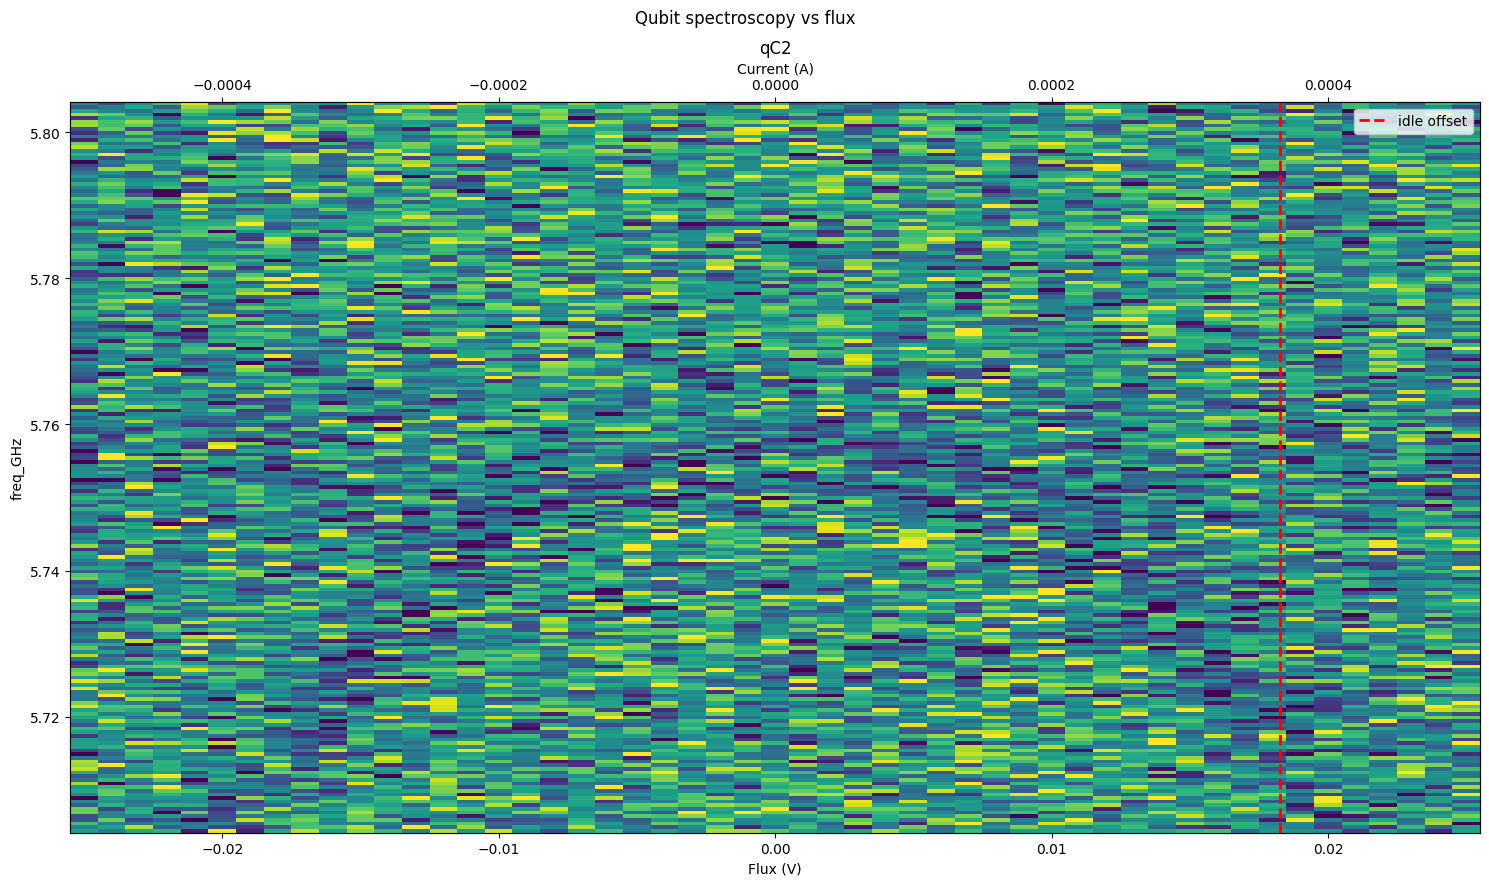 Qubit spectroscopy vs flux
qC2
Current (A)
−0.0004 −0.0002 0.0000 0.0002 0.0004
idle offset
5.80
5.78
5.76
5.74
5.72
freq_GHz
−0.02 −0.01 0.00 0.01 0.02
Flux (V)